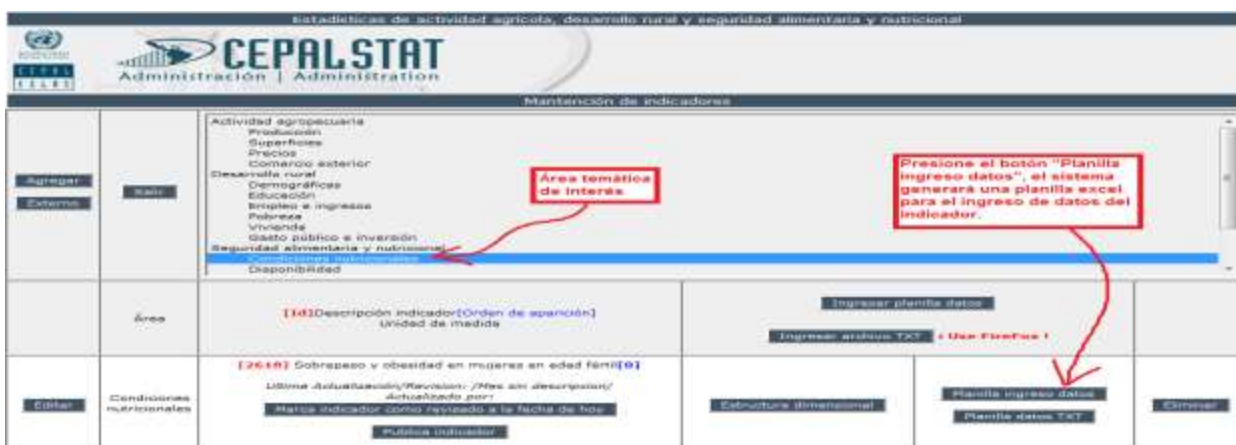 Estadísticas de actividad agrícola, desarrollo rural y seguridad alimentaria y nutricional
CEPALSTAT
Administración | Administration
Mantención de indicadores
Agregar
Externo
Salir
Actividad agropecuaria
Producción
Superficies
Precios
Comercio exterior
Desarrollo rural
Demográficas
Educación
Empleo e ingresos
Pobreza
Vivienda
Gasto público e inversión
Seguridad alimentaria y nutricional
Condiciones nutricionales
Disponibilidad
Área temática
de interés
Presione el botón "Planilla
ingreso datos", el sistema
generará una planilla excel
para el ingreso de datos del
indicador.
Área
[Id]Descripción indicador[Orden de aparición]
Unidad de medida
Ingresar planilla datos
Ingresar archivo TXT ! Use FireFox !
Editar
Condiciones
nutricionales
[2618] Sobrepeso y obesidad en mujeres en edad fértil[0]
Ultima Actualización/Revision: /Mes sin descripcion/
Actualizado por:
Marca indicador como revisado a la fecha de hoy
Publica indicador
Estructura dimensional
Planilla ingreso datos
Planilla datos TXT
Eliminar